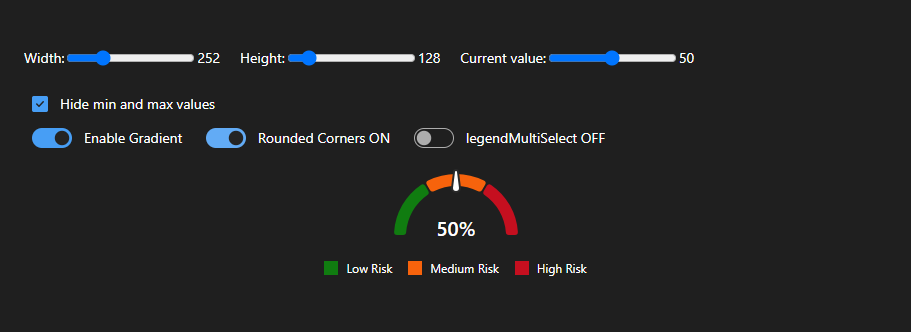 Width: 252 Height: 128 Current value: 50
Hide min and max values
Enable Gradient Rounded Corners ON legendMultiSelect OFF
50%
Low Risk Medium Risk High Risk